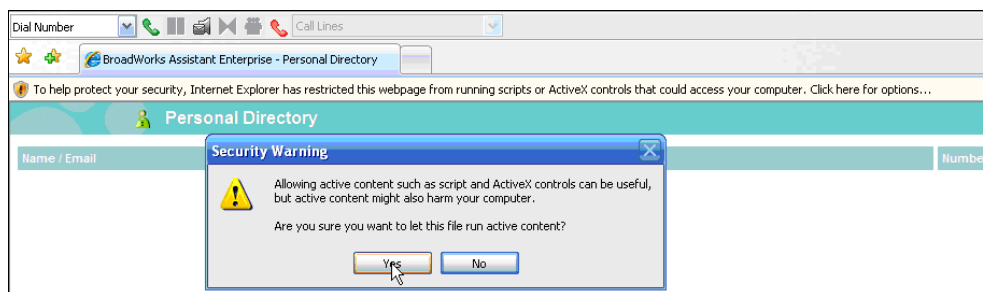 Dial Number
Call Lines
BroadWorks Assistant Enterprise - Personal Directory
To help protect your security, Internet Explorer has restricted this webpage from running scripts or ActiveX controls that could access your computer. Click here for options...
Personal Directory
Name / Email
Numbe
Security Warning
Allowing active content such as script and ActiveX controls can be useful,
but active content might also harm your computer.
Are you sure you want to let this file run active content?
Yes
No